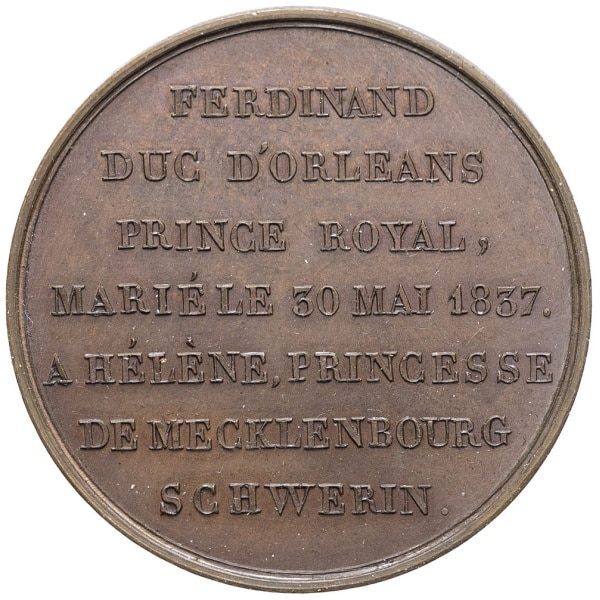 FERDINAND
DUC D'ORLEANS
PRINCE ROYAL,
MARIÉ LE 30 MAI 1837.
A HÉLÈNE, PRINCESSE
DE MECKLENBOURG
SCHWERIN.